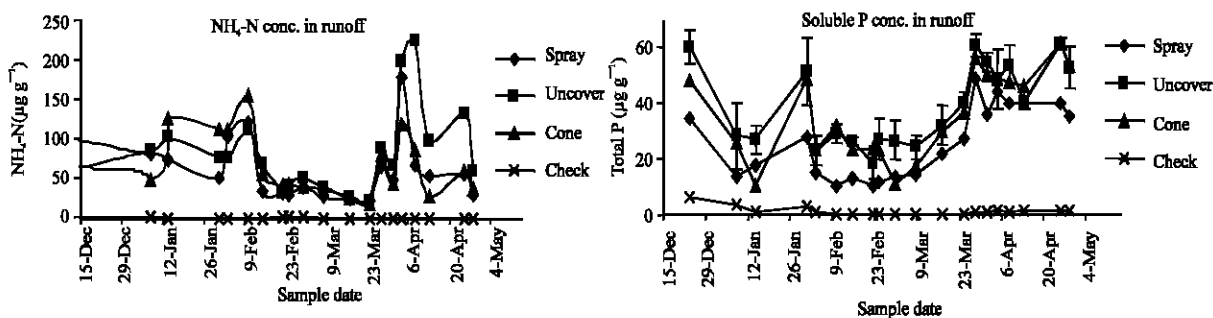 NH₄-N conc. in runoff
250
200
150
100
50
0
NH₄-N(µg g⁻¹)
15-Dec
29-Dec
12-Jan
26-Jan
9-Feb
23-Feb
9-Mar
23-Mar
6-Apr
20-Apr
4-May
Sample date
Spray
Uncover
Cone
Check
Soluble P conc. in runoff
60
40
20
0
Total P (µg g⁻¹)
15-Dec
29-Dec
12-Jan
26-Jan
9-Feb
23-Feb
9-Mar
23-Mar
6-Apr
20-Apr
4-May
Sample date
Spray
Uncover
Cone
Check